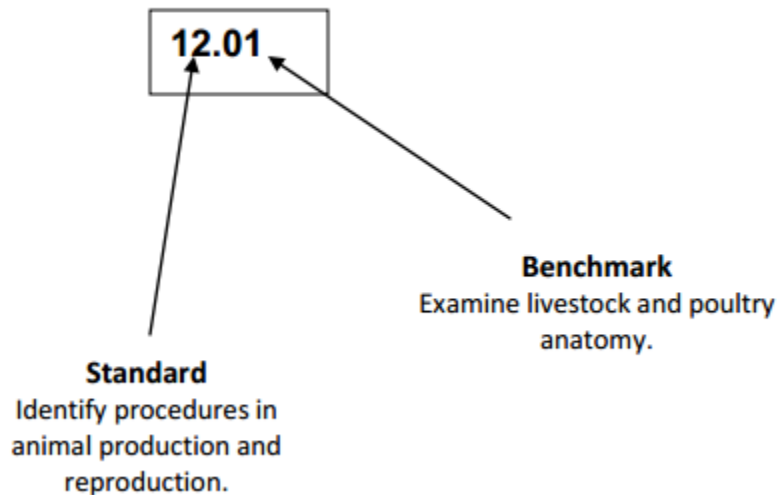 12.01
Benchmark
Examine livestock and poultry
anatomy.
Standard
Identify procedures in
animal production and
reproduction.